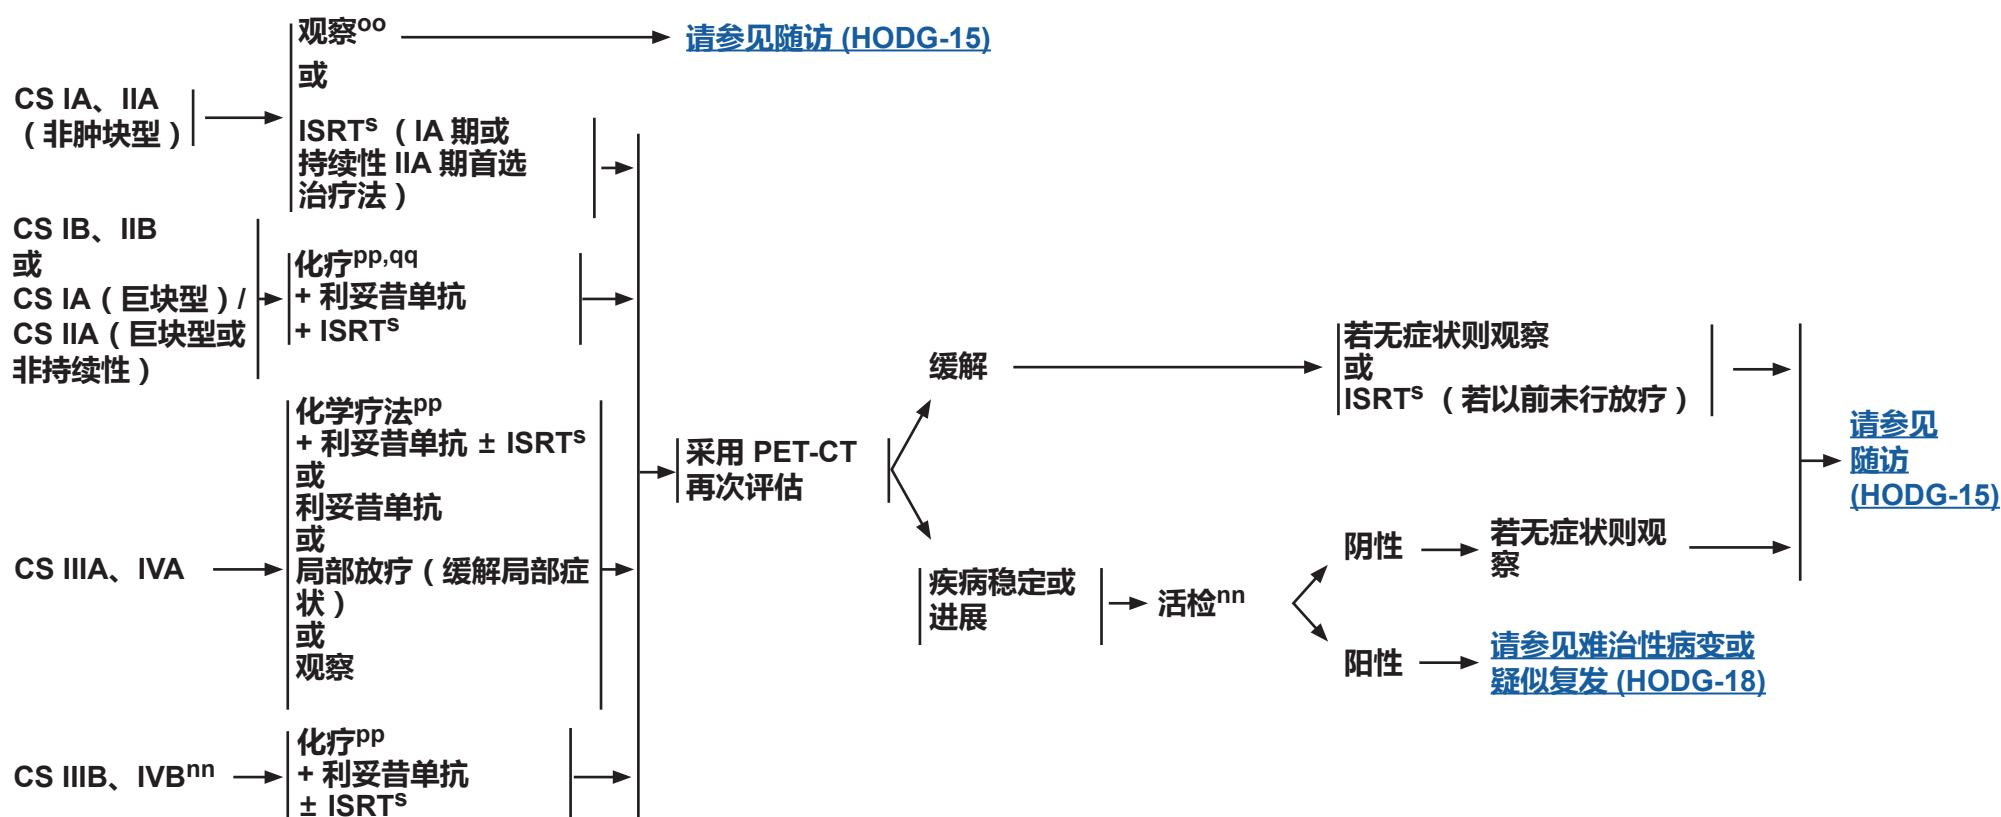 观察oo
请参见随访 (HODG-15)
或
CS IA、IIA
（非肿块型）
ISRTs（IA 期或
持续性 IIA 期首选
治疗法）
CS IB、IIB
或
CS IA（巨块型）/
CS IIA（巨块型或
非持续性）
化疗pp,qq
+ 利妥昔单抗
+ ISRTs
CS IIIA、IVA
化学疗法pp
+ 利妥昔单抗 ± ISRTs
或
利妥昔单抗
或
局部放疗（缓解局部症
状）
或
观察
CS IIIB、IVBnn
化疗pp
+ 利妥昔单抗
± ISRTs
采用 PET-CT
再次评估
缓解
若无症状则观察
或
ISRTs（若以前未行放疗）
疾病稳定或
进展
活检nn
阴性
若无症状则观
察
阳性
请参见难治性病变或
疑似复发 (HODG-18)
请参见
随访
(HODG-15)